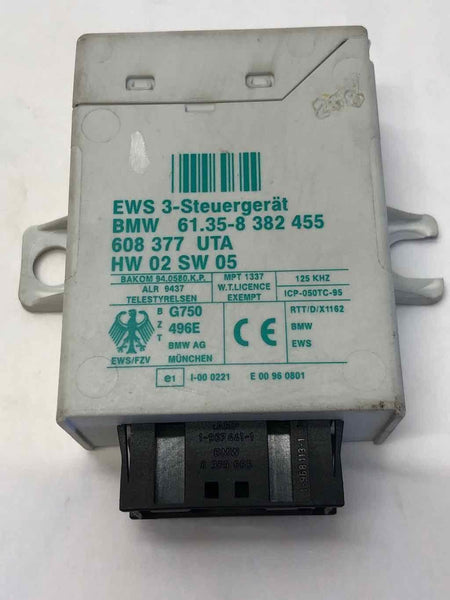 EWS 3-Steuergerät
BMW 61.35-8 382 455
608 377 UTA
HW 02 SW 05
BAKOM 94.0580.K.P.
ALR 9437
TELESTYRELSEN
MPT 1337
W.T.LICENCE
EXEMPT
125 KHZ
ICP-050TC-95
EWS/FZV
B
Z
T
G750
496E
BMW AG
MÜNCHEN
CE
RTT/D/X1162
BMW
EWS
e1
I-00 0221
E 00 96 0801
BMW